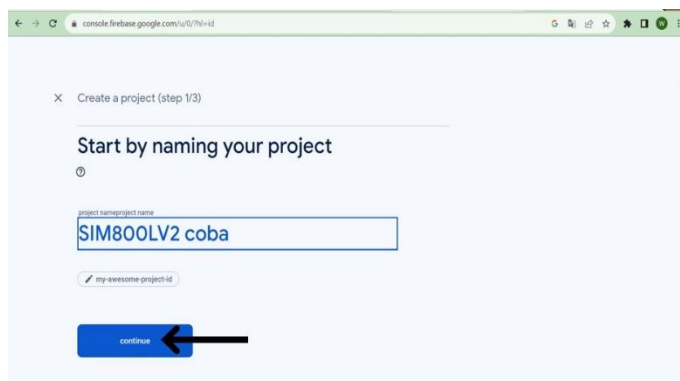 console.firebase.google.com/u/0/?hl=id
G
W
Create a project (step 1/3)
Start by naming your project
project nameproject name
SIM800LV2 coba
my-awesome-project-id
continue